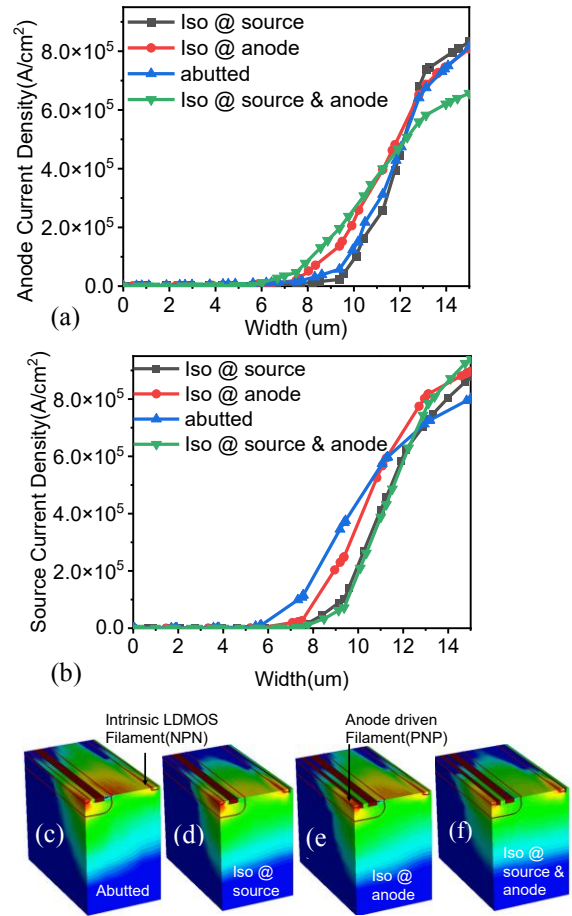 Iso @ source
Iso @ anode
abutted
Iso @ source & anode
Anode Current Density(A/cm²)
8.0×10⁵
6.0×10⁵
4.0×10⁵
2.0×10⁵
0.0
0 2 4 6 8 10 12 14
Width (um)
(a)
Iso @ source
Iso @ anode
abutted
Iso @ source & anode
Source Current Density(A/cm²)
8.0×10⁵
6.0×10⁵
4.0×10⁵
2.0×10⁵
0.0
0 2 4 6 8 10 12 14
Width(um)
(b)
Intrinsic LDMOS
Filament(NPN)
Anode driven
Filament(PNP)
(c)
Abutted
(d)
Iso @
source
(e)
Iso @
anode
(f)
Iso @
source &
anode